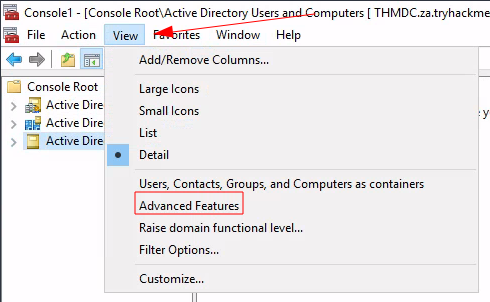 Console1 - [Console Root\Active Directory Users and Computers [ THMDC.za.tryhackme
File Action View Favorites Window Help
Console Root
Active Dire
Active Dire
Active Dire
Add/Remove Columns...
Large Icons
Small Icons
List
Detail
Users, Contacts, Groups, and Computers as containers
Advanced Features
Raise domain functional level...
Filter Options...
Customize...